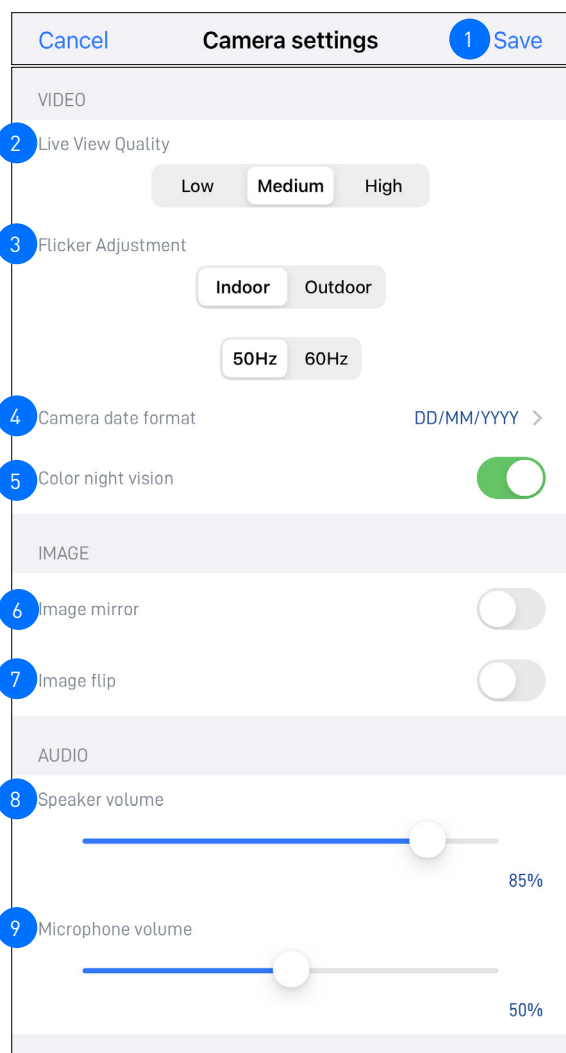 Cancel Camera settings 1 Save
VIDEO
2 Live View Quality
Low Medium High
3 Flicker Adjustment
Indoor Outdoor
50Hz 60Hz
4 Camera date format DD/MM/YYYY >
5 Color night vision
IMAGE
6 Image mirror
7 Image flip
AUDIO
8 Speaker volume
85%
9 Microphone volume
50%